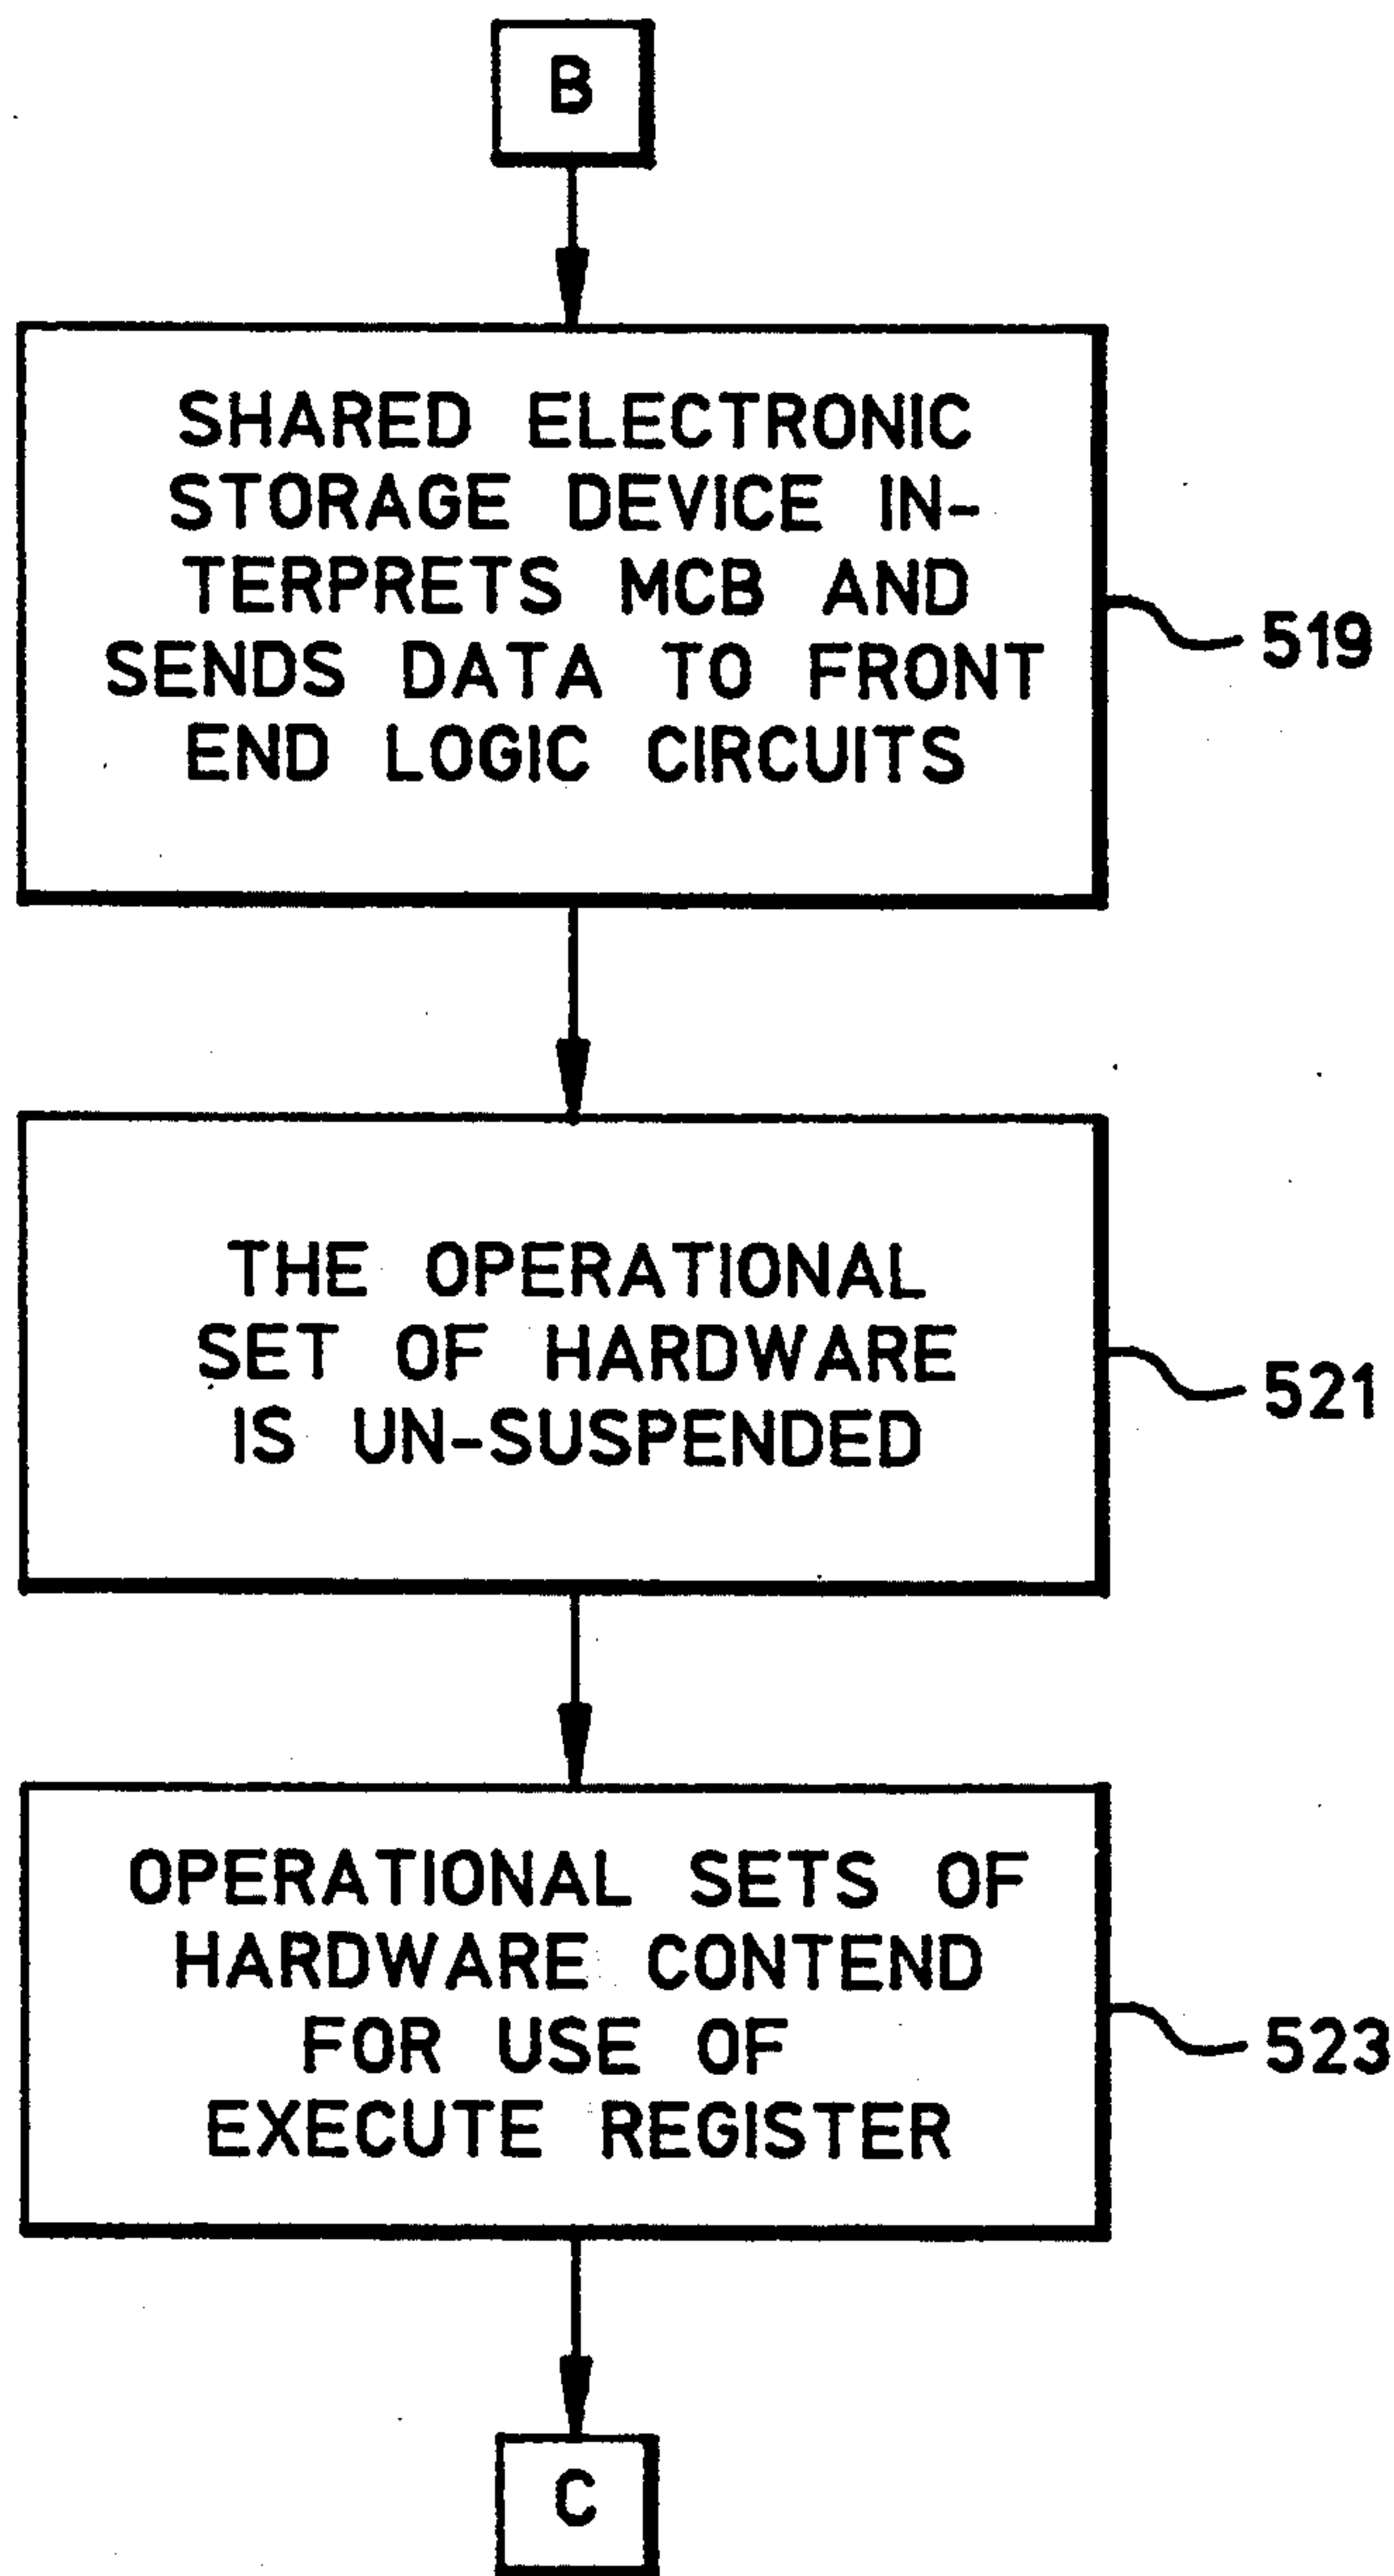 B
SHARED ELECTRONIC
STORAGE DEVICE IN-
TERPRETS MCB AND
SENDS DATA TO FRONT
END LOGIC CIRCUITS
519
THE OPERATIONAL
SET OF HARDWARE
IS UN-SUSPENDED
521
OPERATIONAL SETS OF
HARDWARE CONTEND
FOR USE OF
EXECUTE REGISTER
523
C